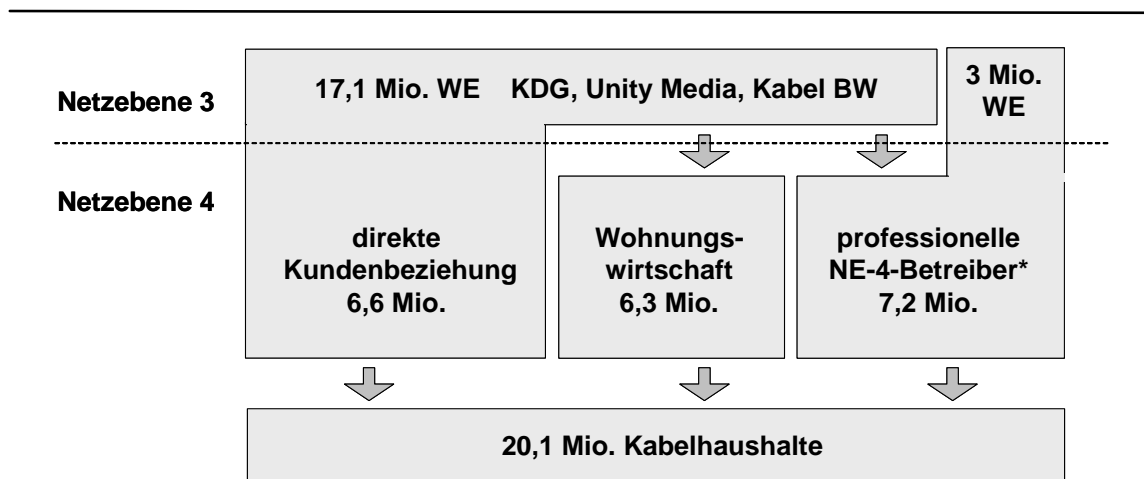 Netzebene 3
17,1 Mio. WE KDG, Unity Media, Kabel BW
3 Mio.
WE
Netzebene 4
direkte
Kundenbeziehung
6,6 Mio.
Wohnungs-
wirtschaft
6,3 Mio.
professionelle
NE-4-Betreiber*
7,2 Mio.
20,1 Mio. Kabelhaushalte